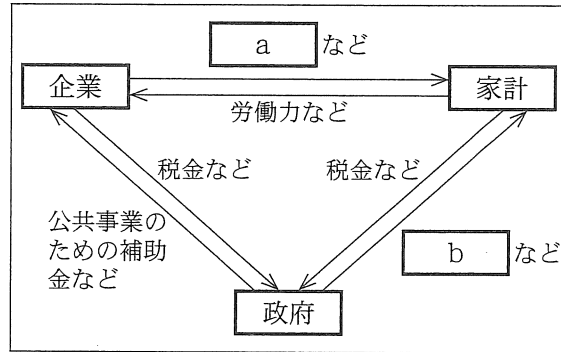 a など
企業
家計
労働力など
税金など
税金など
公共事業の
ための補助
金など
b など
政府